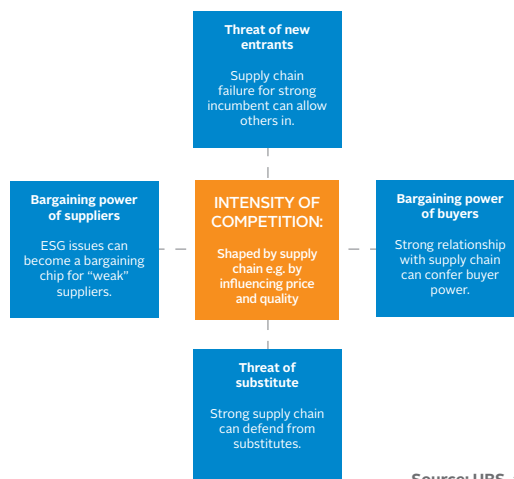 Threat of new
entrants
Supply chain
failure for strong
incumbent can allow
others in.
Bargaining power
of suppliers
ESG issues can
become a bargaining
chip for “weak”
suppliers.
INTENSITY OF
COMPETITION:
Shaped by supply
chain e.g. by
influencing price
and quality
Bargaining power
of buyers
Strong relationship
with supply chain
can confer buyer
power.
Threat of
substitute
Strong supply chain
can defend from
substitutes.
Source: UBS